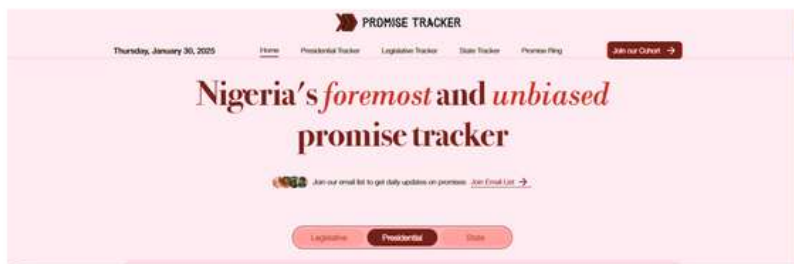 PROMISE TRACKER
Thursday, January 30, 2025 Home Presidential Tracker Legislative Tracker State Tracker Promise Ring Join our Cohort
Nigeria's foremost and unbiased
promise tracker
Join our email list to get daily updates on promises Join Email List
Legislative Presidential State